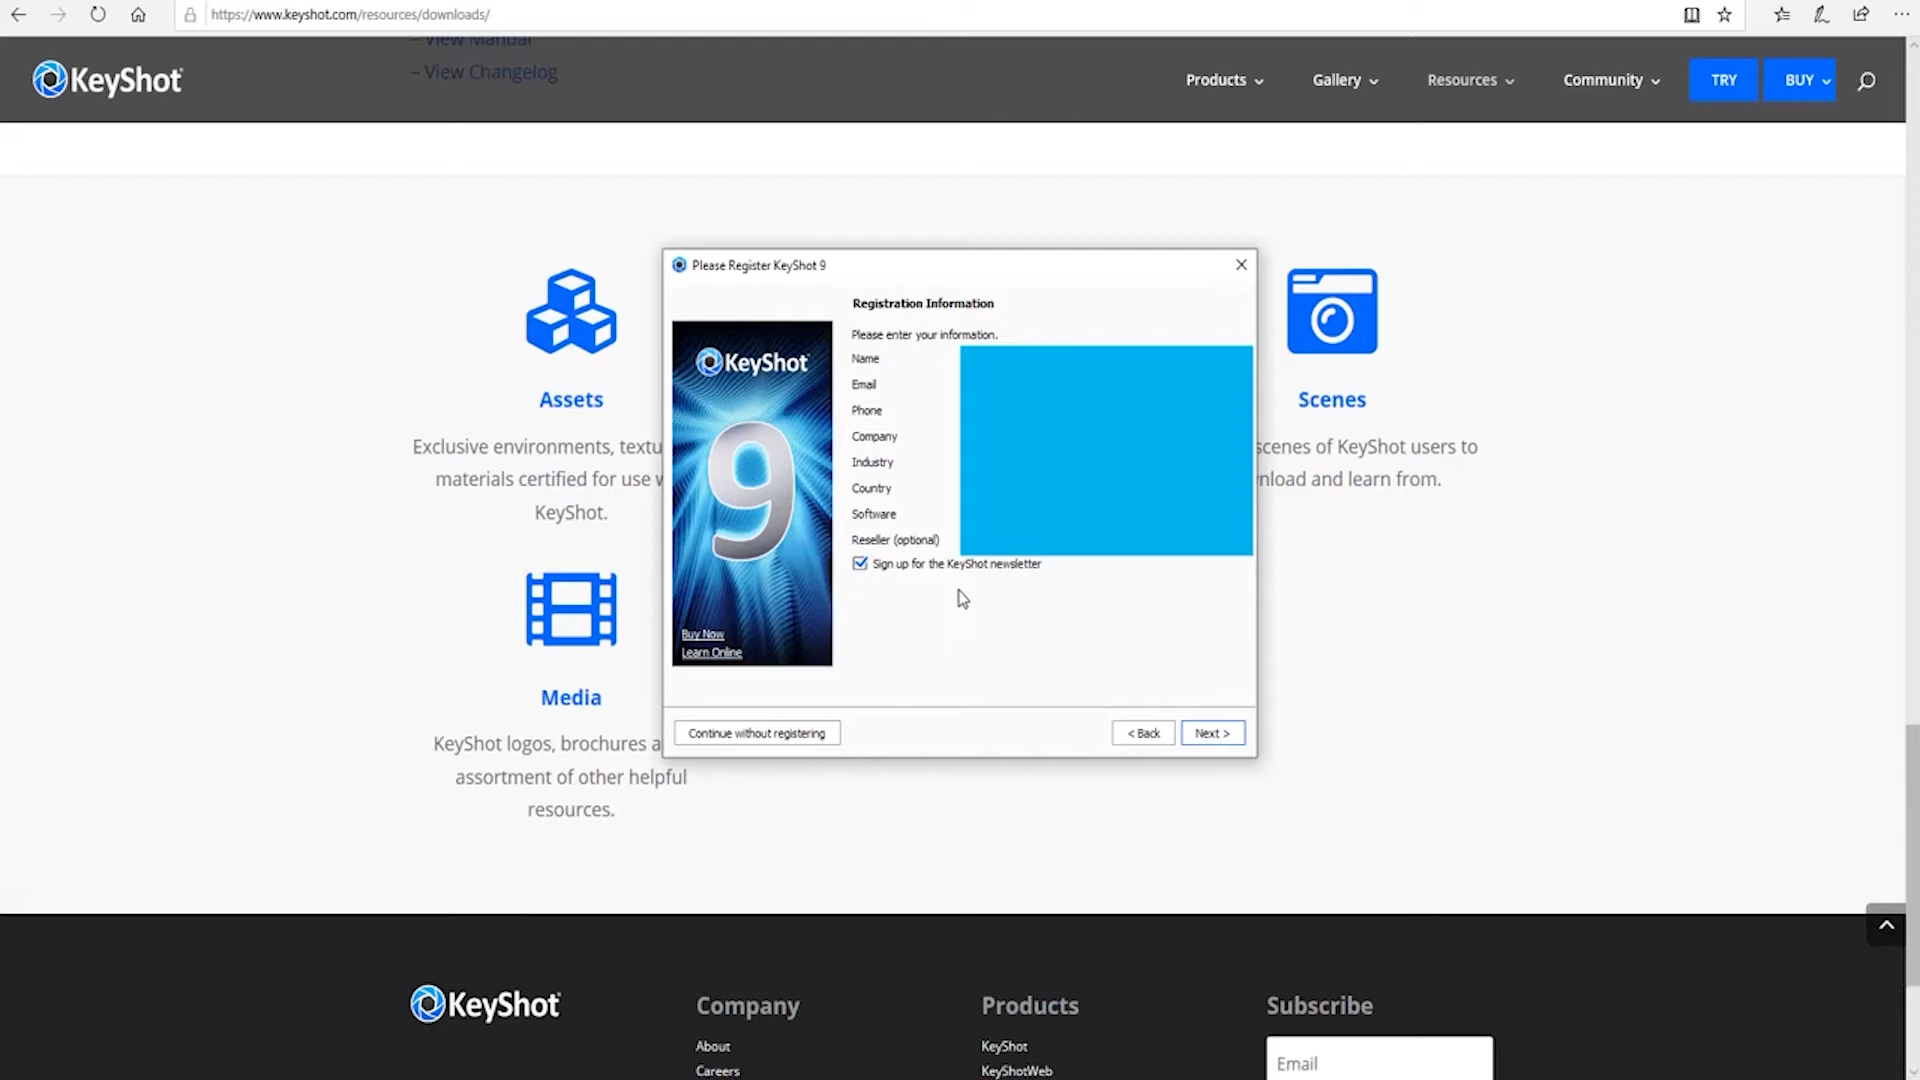 https://www.keyshot.com/resources/downloads/
– View Manual
– View Changelog
KeyShot
Products
Gallery
Resources
Community
TRY
BUY
Please Register KeyShot 9
Registration Information
Please enter your information.
Name
Email
Phone
Company
Industry
Country
Software
Reseller (optional)
Sign up for the KeyShot newsletter
KeyShot
9
Buy Now
Learn Online
Continue without registering
< Back
Next >
Assets
Exclusive environments, textu
materials certified for use
KeyShot.
Scenes
scenes of KeyShot users to
nload and learn from.
Media
KeyShot logos, brochures a
assortment of other helpful
resources.
KeyShot
Company
About
Careers
Products
KeyShot
KeyShotWeb
Subscribe
Email